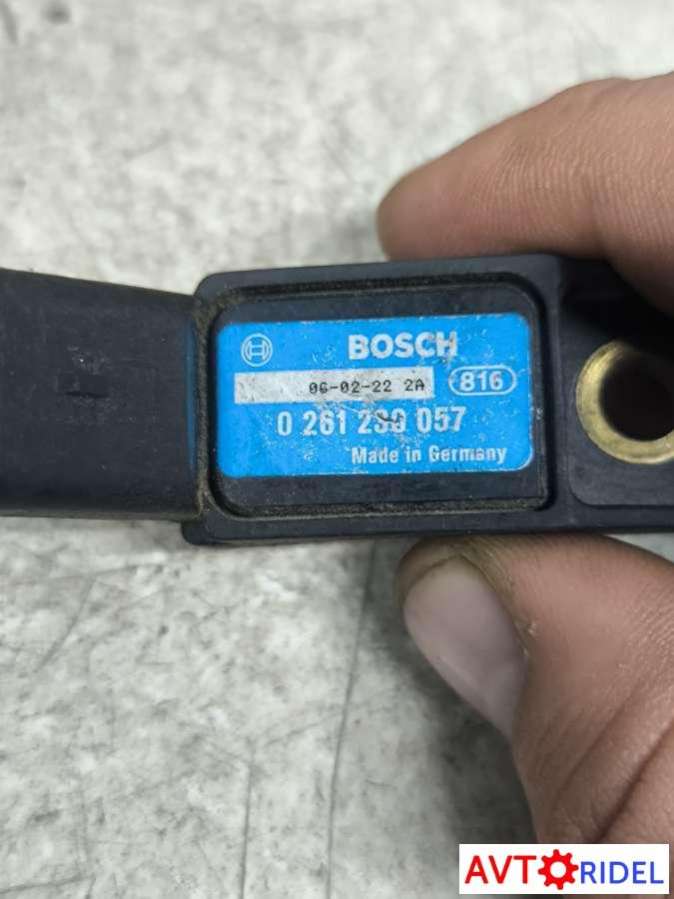 BOSCH
06-02-22 2A
816
0 261 230 057
Made in Germany
AVTORIDEL